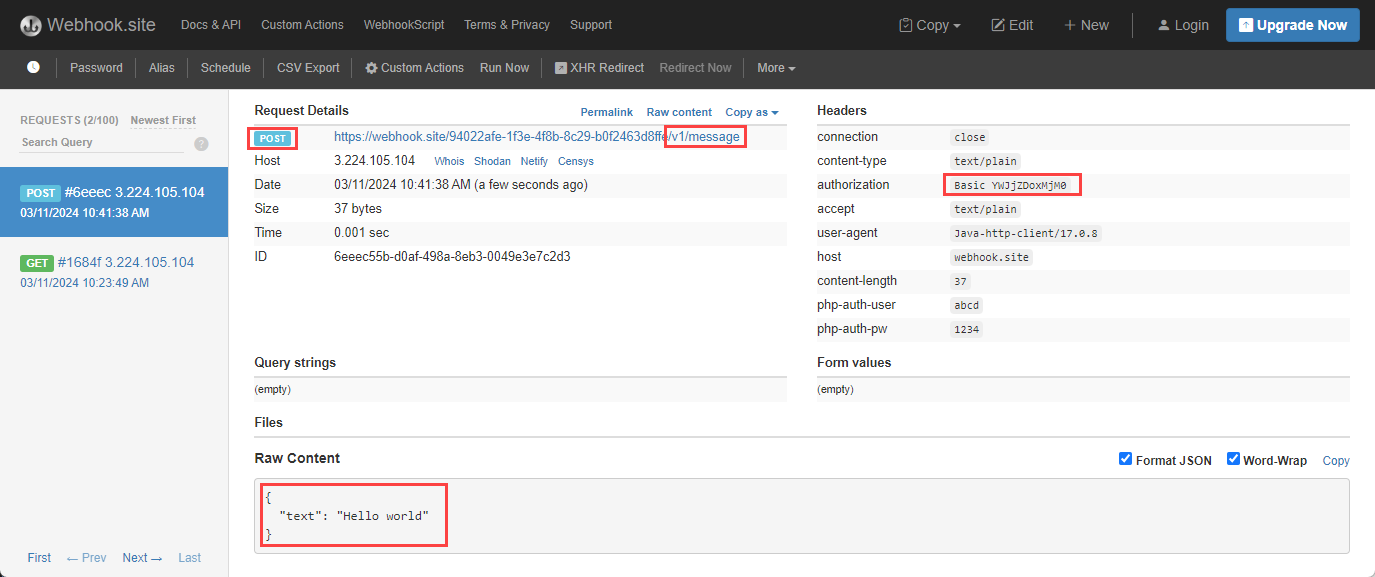 Webhook.site Docs & API Custom Actions WebhookScript Terms & Privacy Support Copy Edit + New Login Upgrade Now
Password Alias Schedule CSV Export Custom Actions Run Now XHR Redirect Redirect Now More
REQUESTS (2/100) Newest First
Search Query ?
POST #6eeec 3.224.105.104
03/11/2024 10:41:38 AM
GET #1684f 3.224.105.104
03/11/2024 10:23:49 AM
First ← Prev Next → Last
Request Details Permalink Raw content Copy as
POST https://webhook.site/94022afe-1f3e-4f8b-8c29-b0f2463d8ffe/v1/message
Host 3.224.105.104 Whois Shodan Netify Censys
Date 03/11/2024 10:41:38 AM (a few seconds ago)
Size 37 bytes
Time 0.001 sec
ID 6eeec55b-d0af-498a-8eb3-0049e3e7c2d3
Headers
connection close
content-type text/plain
authorization Basic YWJjZDoxMjM0
accept text/plain
user-agent Java-http-client/17.0.8
host webhook.site
content-length 37
php-auth-user abcd
php-auth-pw 1234
Query strings
(empty)
Form values
(empty)
Files
Raw Content Format JSON Word-Wrap Copy
{
"text": "Hello world"
}